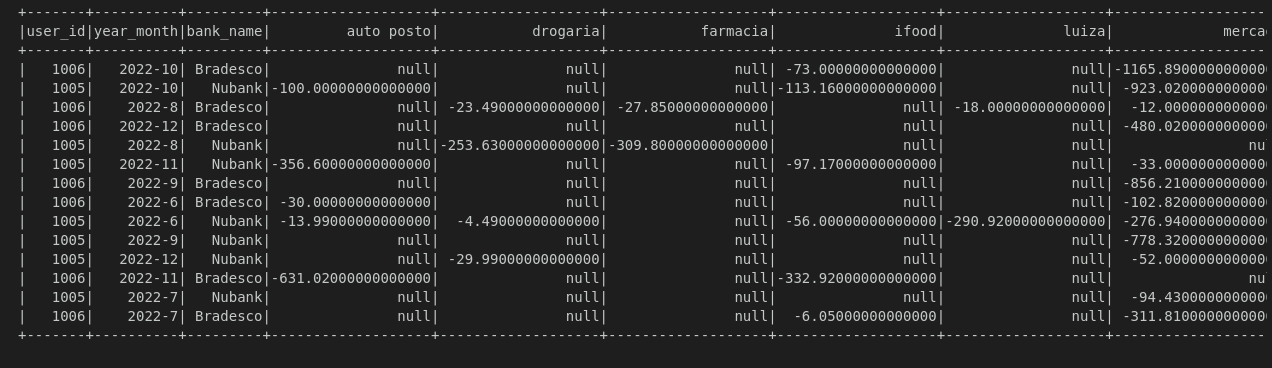 +-------+----------+---------+-------------------+-------------------+-------------------+-------------------+-------------------+------------------
|user_id|year_month|bank_name|         auto posto|           drogaria|           farmacia|              ifood|              luiza|             merca
+-------+----------+---------+-------------------+-------------------+-------------------+-------------------+-------------------+------------------
|   1006|   2022-10| Bradesco|               null|               null|               null| -73.00000000000000|               null|-1165.890000000000
|   1005|   2022-10|   Nubank|-100.00000000000000|               null|               null|-113.16000000000000|               null| -923.020000000000
|   1006|    2022-8| Bradesco|               null| -23.49000000000000| -27.85000000000000|               null| -18.00000000000000|  -12.000000000000
|   1006|   2022-12| Bradesco|               null|               null|               null|               null|               null| -480.020000000000
|   1005|    2022-8|   Nubank|               null|-253.63000000000000|-309.80000000000000|               null|               null|                nu
|   1005|   2022-11|   Nubank|-356.60000000000000|               null|               null| -97.17000000000000|               null|  -33.000000000000
|   1006|    2022-9| Bradesco|               null|               null|               null|               null|               null| -856.210000000000
|   1006|    2022-6| Bradesco| -30.00000000000000|               null|               null|               null|               null| -102.820000000000
|   1005|    2022-6|   Nubank| -13.99000000000000|  -4.49000000000000|               null| -56.00000000000000|-290.92000000000000| -276.940000000000
|   1005|    2022-9|   Nubank|               null|               null|               null|               null|               null| -778.320000000000
|   1005|   2022-12|   Nubank|               null| -29.99000000000000|               null|               null|               null|  -52.000000000000
|   1006|   2022-11| Bradesco|-631.02000000000000|               null|               null|-332.92000000000000|               null|                nu
|   1005|    2022-7|   Nubank|               null|               null|               null|               null|               null|  -94.430000000000
|   1006|    2022-7| Bradesco|               null|               null|               null|  -6.05000000000000|               null| -311.810000000000
+-------+----------+---------+-------------------+-------------------+-------------------+-------------------+-------------------+------------------